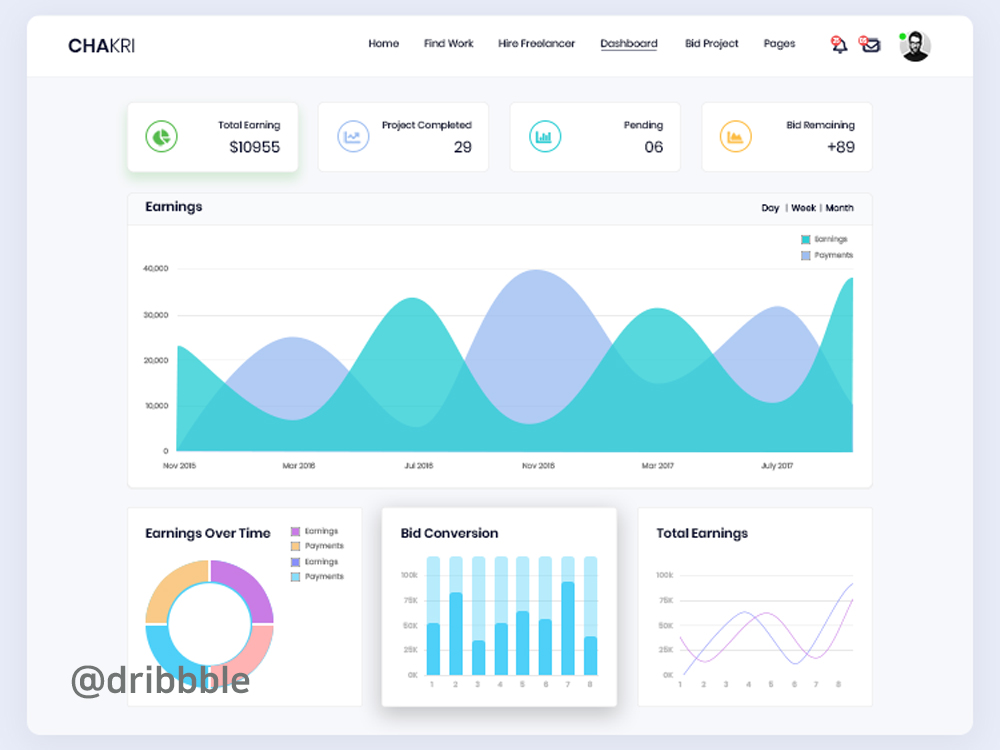 CHAKRI
Home Find Work Hire Freelancer Dashboard Bid Project Pages
Total Earning
$10955
Project Completed
29
Pending
06
Bid Remaining
+89
Earnings
Day | Week | Month
Earnings
Payments
40,000
30,000
20,000
10,000
0
Nov 2015 Mar 2016 Jul 2016 Nov 2016 Mar 2017 July 2017
Earnings Over Time
Earnings
Payments
Earnings
Payments
@dribbble
Bid Conversion
100k
75K
50K
25K
0K
1 2 3 4 5 6 7 8
Total Earnings
100k
75K
50K
25K
0K
1 2 3 4 5 6 7 8